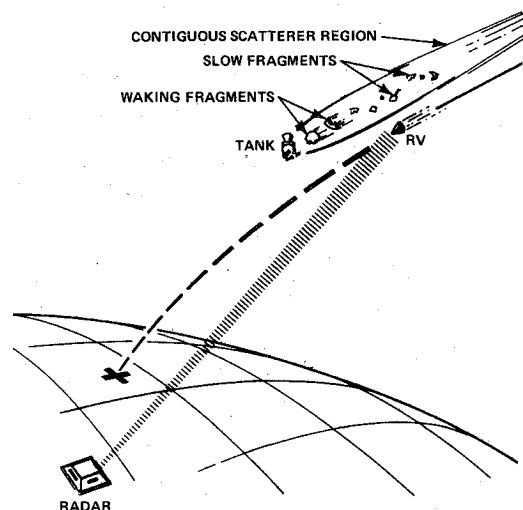 CONTIGUOUS SCATTERER REGION
SLOW FRAGMENTS
WAKING FRAGMENTS
TANK
RV
RADAR